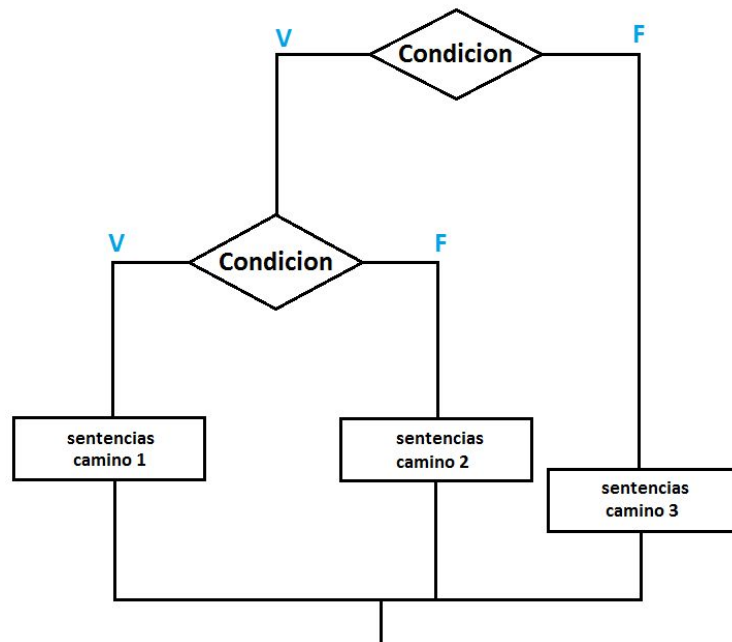 V
Condicion
F
V
Condicion
F
sentencias
camino 1
sentencias
camino 2
sentencias
camino 3